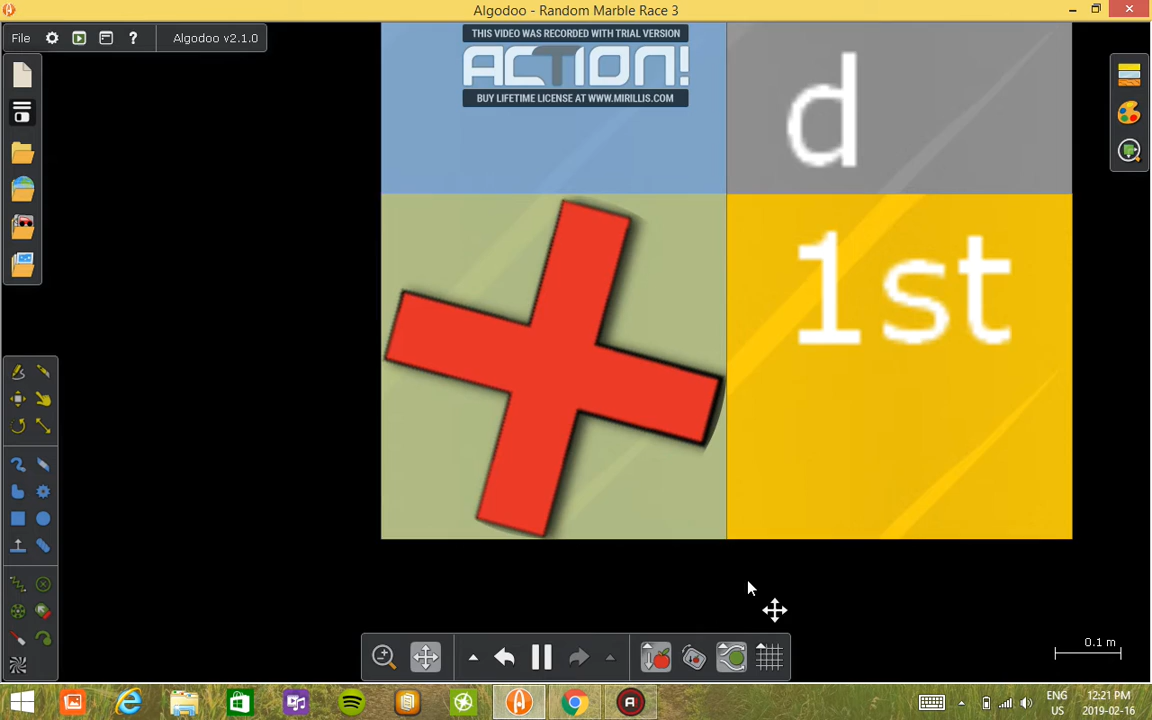 Algodoo - Random Marble Race 3
File
?
Algodoo v2.1.0
THIS VIDEO WAS RECORDED WITH TRIAL VERSION
ACTION!
BUY LIFETIME LICENSE AT WWW.MIRILLIS.COM
d
1st
0.1 m
ENG
US
12:21 PM
2019-02-16